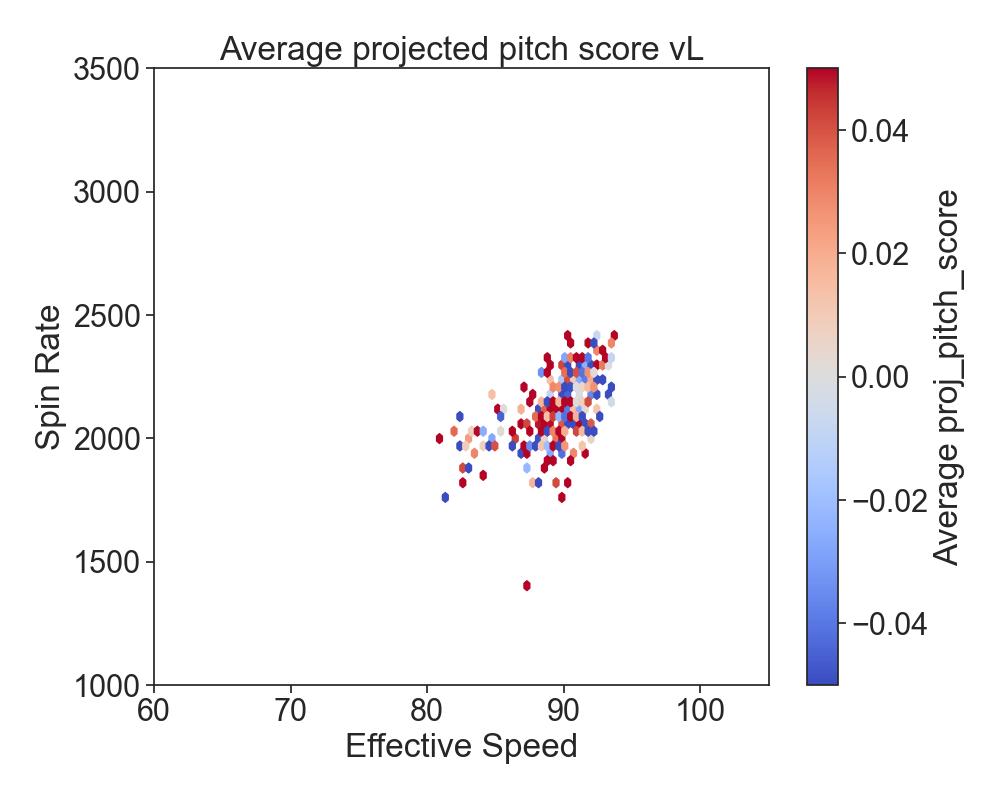 Average projected pitch score vL
3500
3000
2500
2000
1500
1000
Spin Rate
60 70 80 90 100
Effective Speed
0.04
0.02
0.00
−0.02
−0.04
Average proj_pitch_score